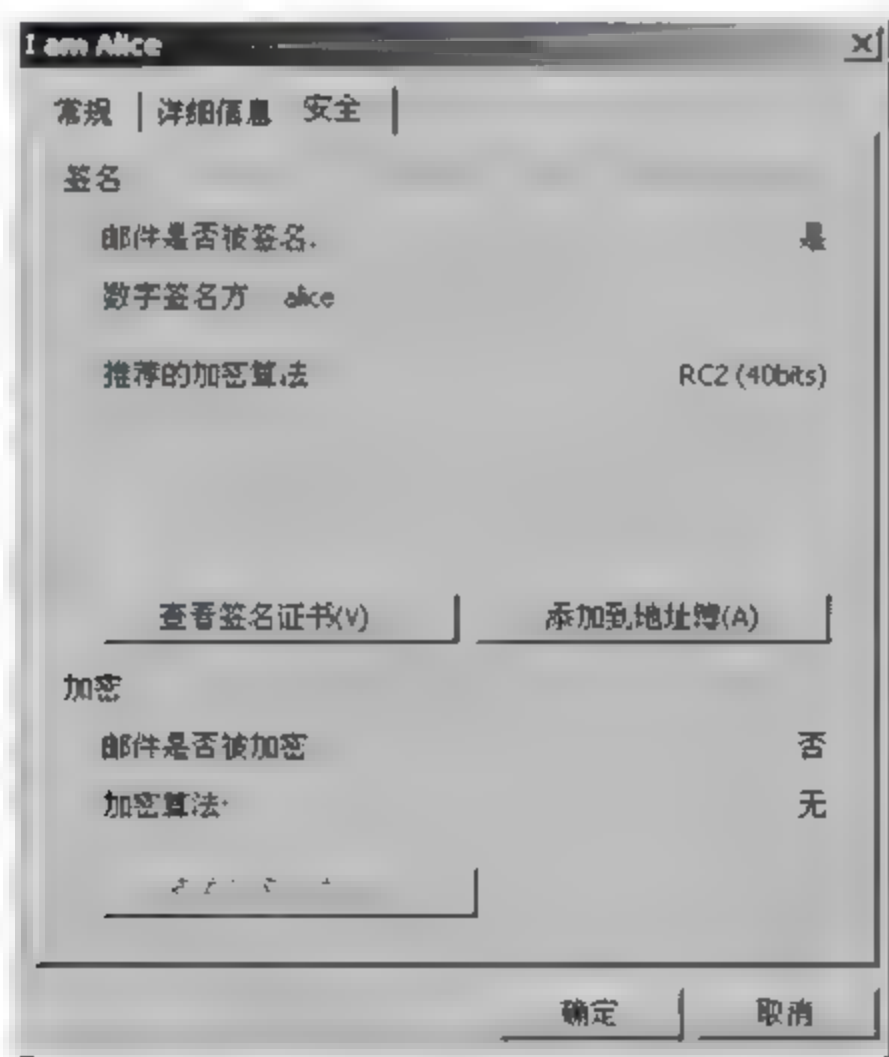 I am Alice
常规 详细信息 安全
签名
邮件是否被签名: 是
数字签名方 alice
推荐的加密算法 RC2 (40bits)
查看签名证书(V) 添加到地址簿(A)
加密
邮件是否被加密 否
加密算法: 无
确定 取消